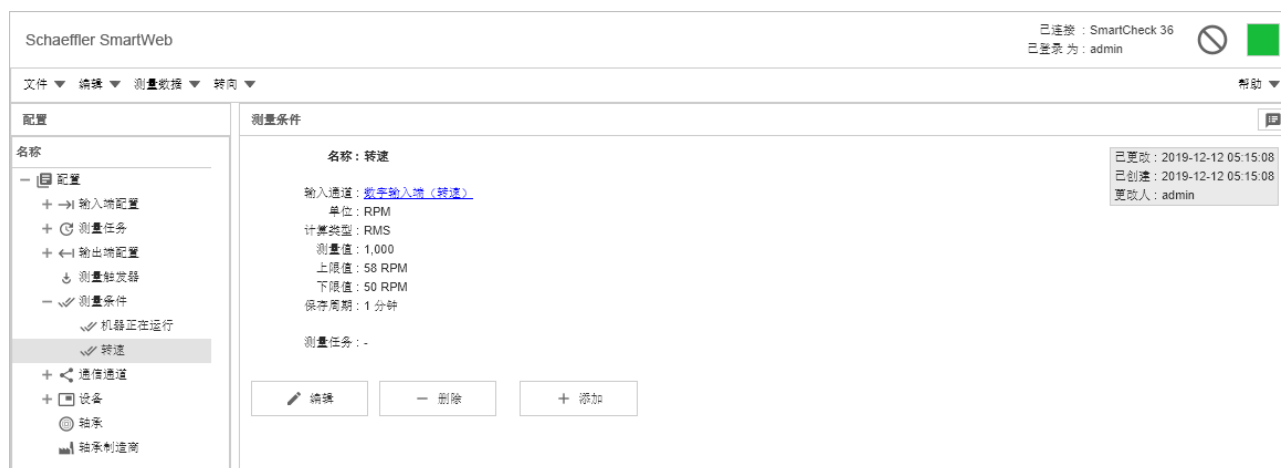 Schaeffler SmartWeb
已连接 : SmartCheck 36
已登录 为 : admin
文件 编辑 测量数据 转向 帮助
配置
名称
配置
输入端配置
测量任务
输出端配置
测量触发器
测量条件
机器正在运行
转速
通信通道
设备
轴承
轴承制造商
测量条件
名称 : 转速
输入通道 : 数字输入端（转速）
单位 : RPM
计算类型 : RMS
测量值 : 1,000
上限值 : 58 RPM
下限值 : 50 RPM
保存周期 : 1 分钟
测量任务 : -
编辑 删除 添加
已更改 : 2019-12-12 05:15:08
已创建 : 2019-12-12 05:15:08
更改人 : admin